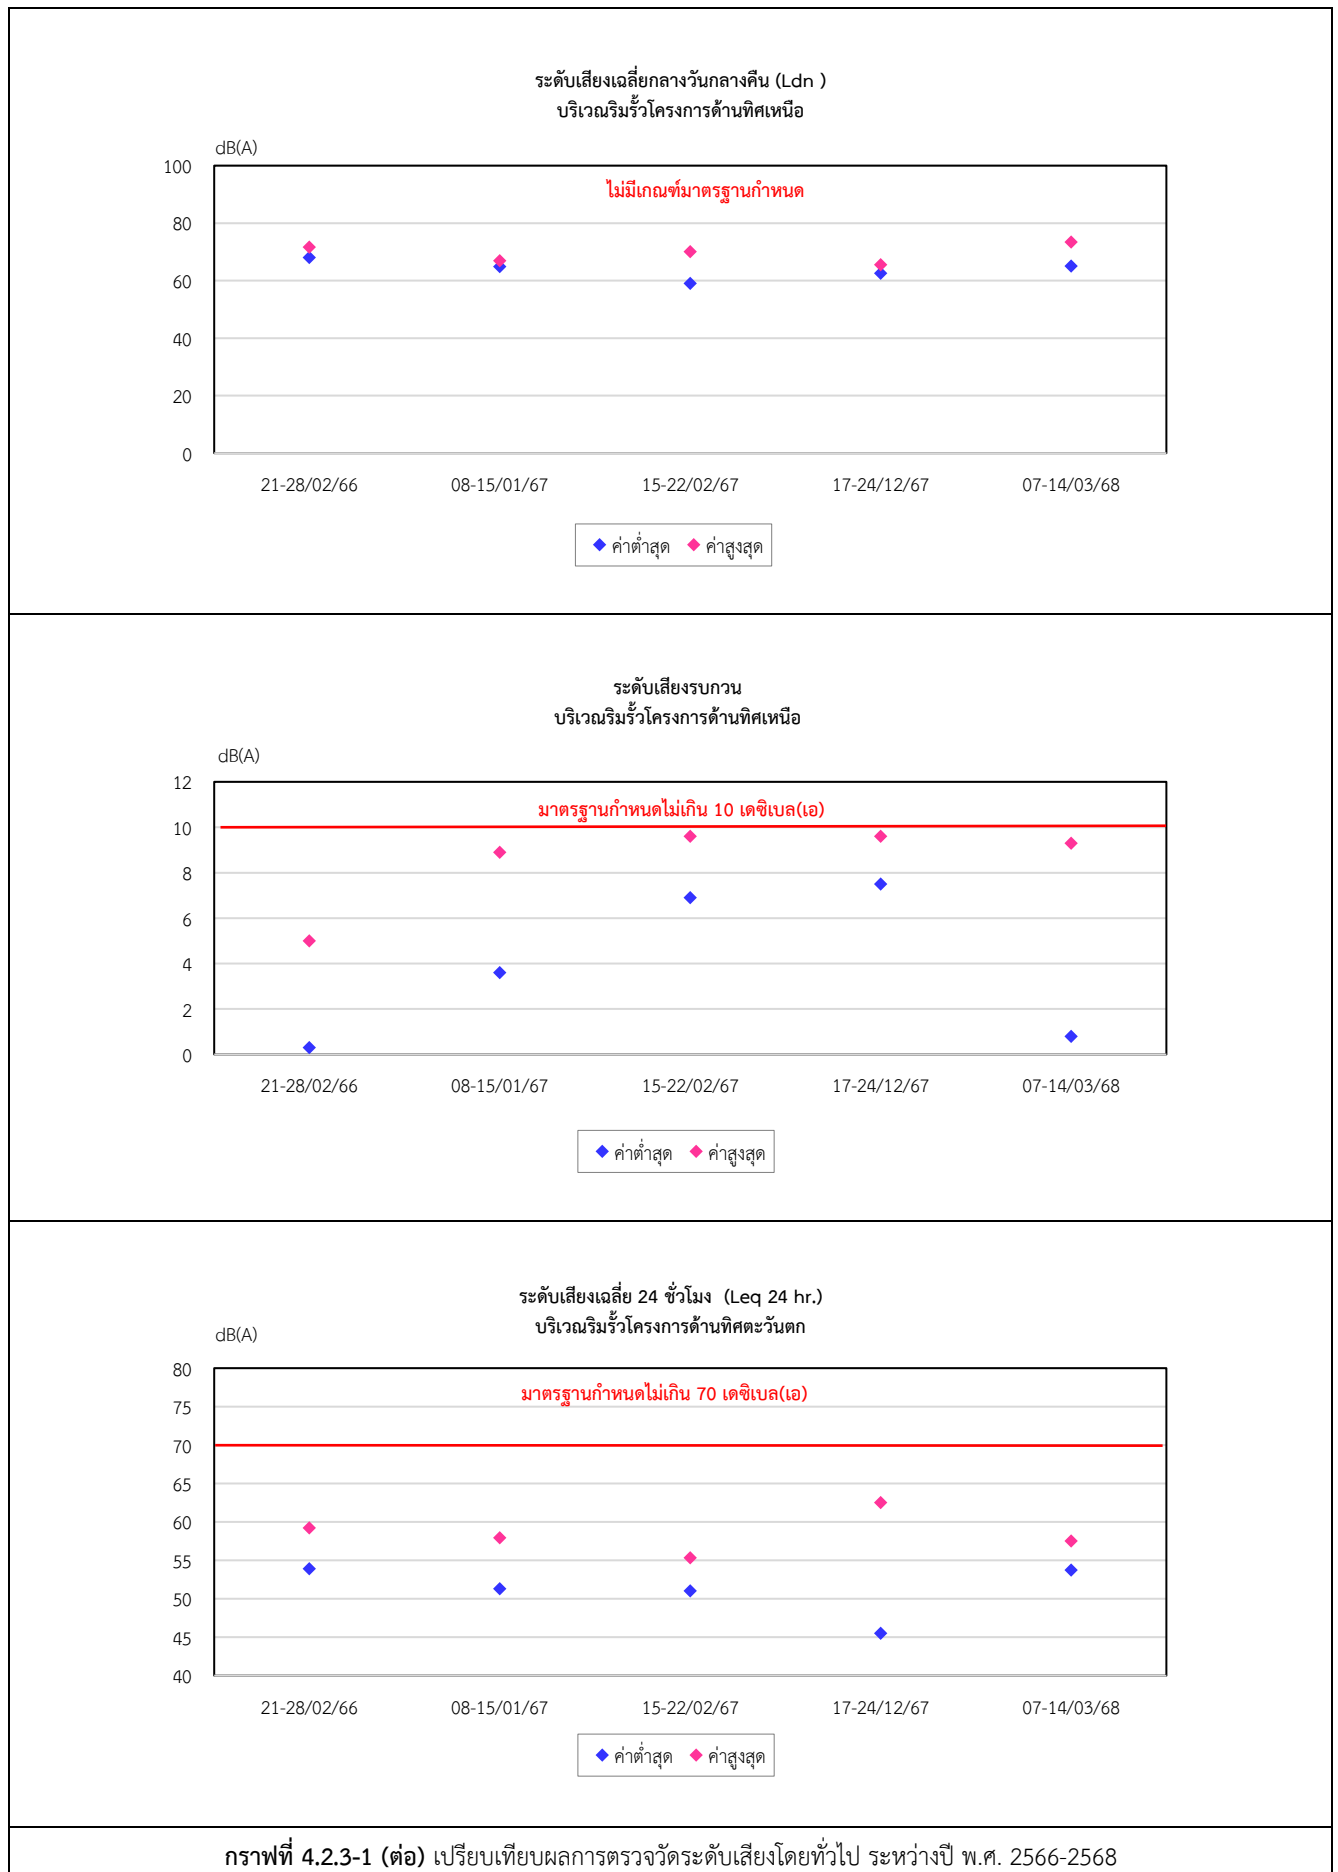 ระดับเสียงเฉลี่ยกลางวันกลางคืน (Ldn )
บริเวณริมรั้วโครงการด้านทิศเหนือ
dB(A)
100
ไม่มีเกณฑ์มาตรฐานกำหนด
80
60
40
20
0
21-28/02/66 08-15/01/67 15-22/02/67 17-24/12/67 07-14/03/68
ค่าต่ำสุด ค่าสูงสุด
ระดับเสียงรบกวน
บริเวณริมรั้วโครงการด้านทิศเหนือ
dB(A)
12
มาตรฐานกำหนดไม่เกิน 10 เดซิเบล(เอ)
10
8
6
4
2
0
21-28/02/66 08-15/01/67 15-22/02/67 17-24/12/67 07-14/03/68
ค่าต่ำสุด ค่าสูงสุด
ระดับเสียงเฉลี่ย 24 ชั่วโมง  (Leq 24 hr.)
บริเวณริมรั้วโครงการด้านทิศตะวันตก
dB(A)
80
มาตรฐานกำหนดไม่เกิน 70 เดซิเบล(เอ)
75
70
65
60
55
50
45
40
21-28/02/66 08-15/01/67 15-22/02/67 17-24/12/67 07-14/03/68
ค่าต่ำสุด ค่าสูงสุด
กราฟที่ 4.2.3-1 (ต่อ) เปรียบเทียบผลการตรวจวัดระดับเสียงโดยทั่วไป ระหว่างปี พ.ศ. 2566-2568